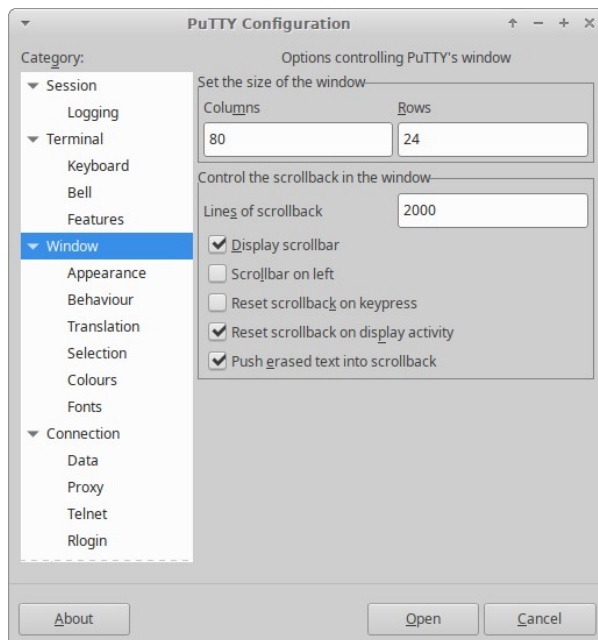 PuTTY Configuration
Category:
Session
Logging
Terminal
Keyboard
Bell
Features
Window
Appearance
Behaviour
Translation
Selection
Colours
Fonts
Connection
Data
Proxy
Telnet
Rlogin
Options controlling PuTTY's window
Set the size of the window
Columns Rows
80 24
Control the scrollback in the window
Lines of scrollback 2000
Display scrollbar
Scrollbar on left
Reset scrollback on keypress
Reset scrollback on display activity
Push erased text into scrollback
About Open Cancel